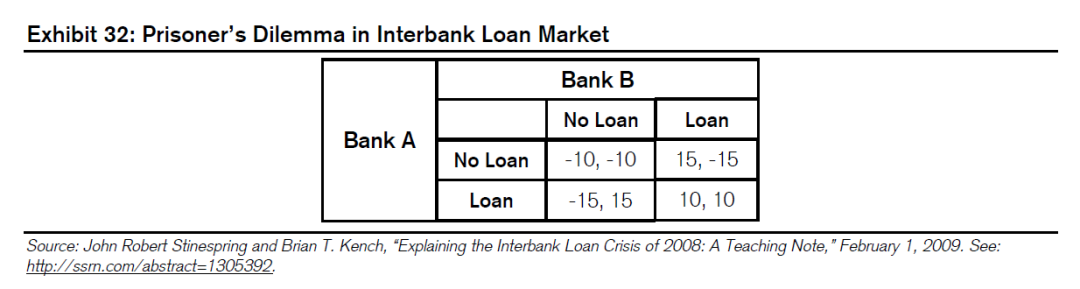 Exhibit 32: Prisoner's Dilemma in Interbank Loan Market
Bank B
Bank A
No Loan Loan
No Loan -10, -10 15, -15
Loan -15, 15 10, 10
Source: John Robert Stinespring and Brian T. Kench, “Explaining the Interbank Loan Crisis of 2008: A Teaching Note,” February 1, 2009. See:
http://ssrn.com/abstract=1305392.